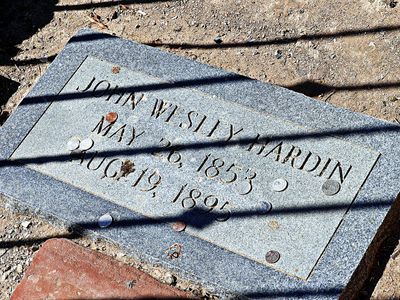 JOHN WESLEY HARDIN
MAY 26, 1853
AUG 19, 1895